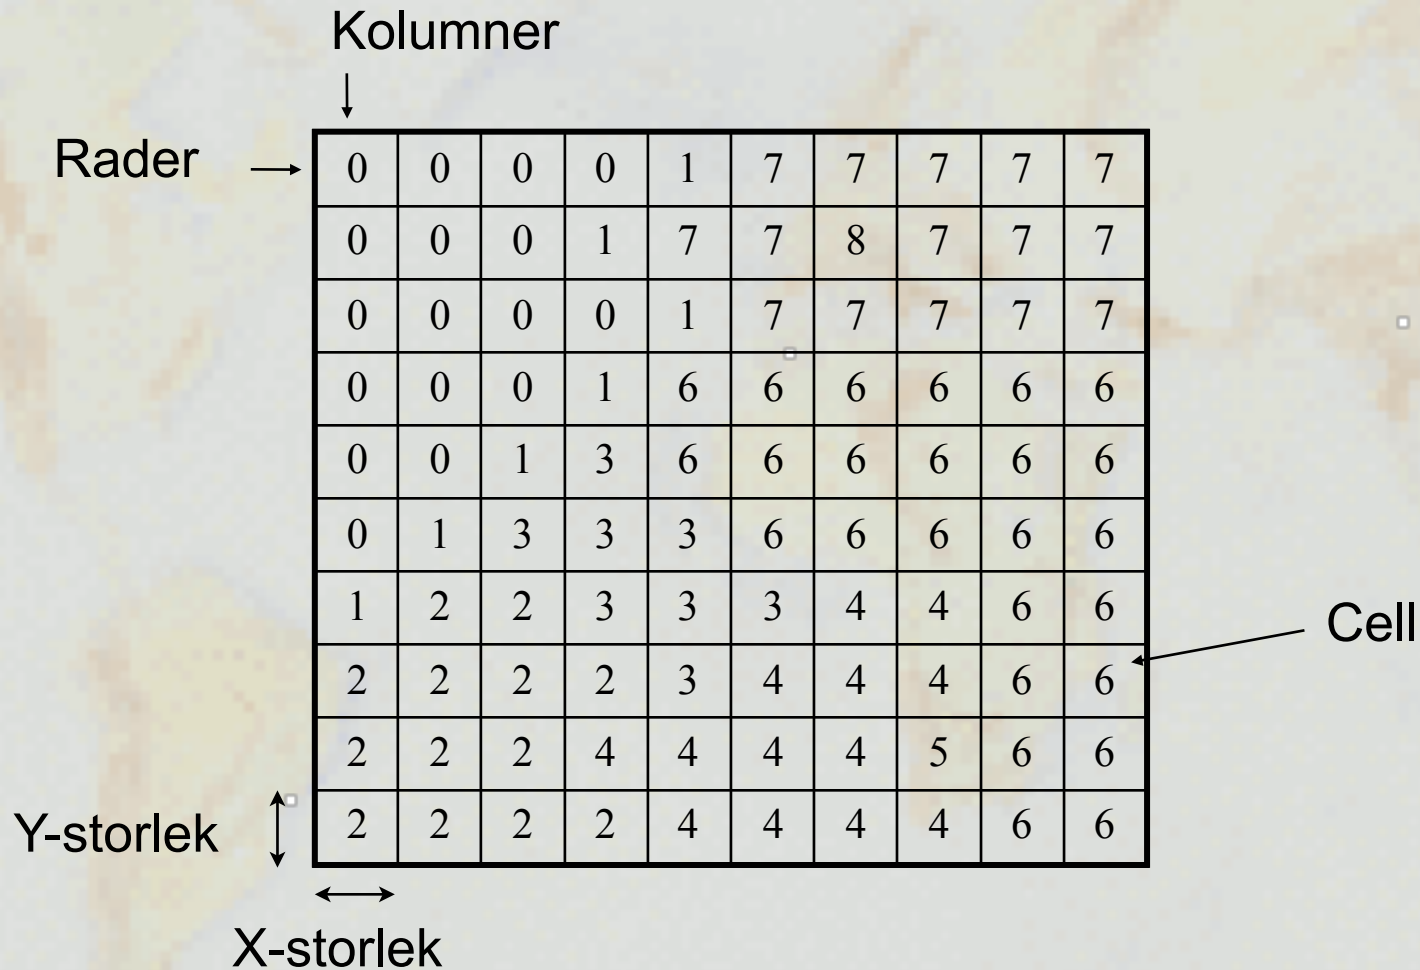 Kolumner
Rader
0 0 0 0 1 7 7 7 7 7
0 0 0 1 7 7 8 7 7 7
0 0 0 0 1 7 7 7 7 7
0 0 0 1 6 6 6 6 6 6
0 0 1 3 6 6 6 6 6 6
0 1 3 3 3 6 6 6 6 6
1 2 2 3 3 3 4 4 6 6
Cell
2 2 2 2 3 4 4 4 6 6
2 2 2 4 4 4 4 5 6 6
Y-storlek
2 2 2 2 4 4 4 4 6 6
X-storlek